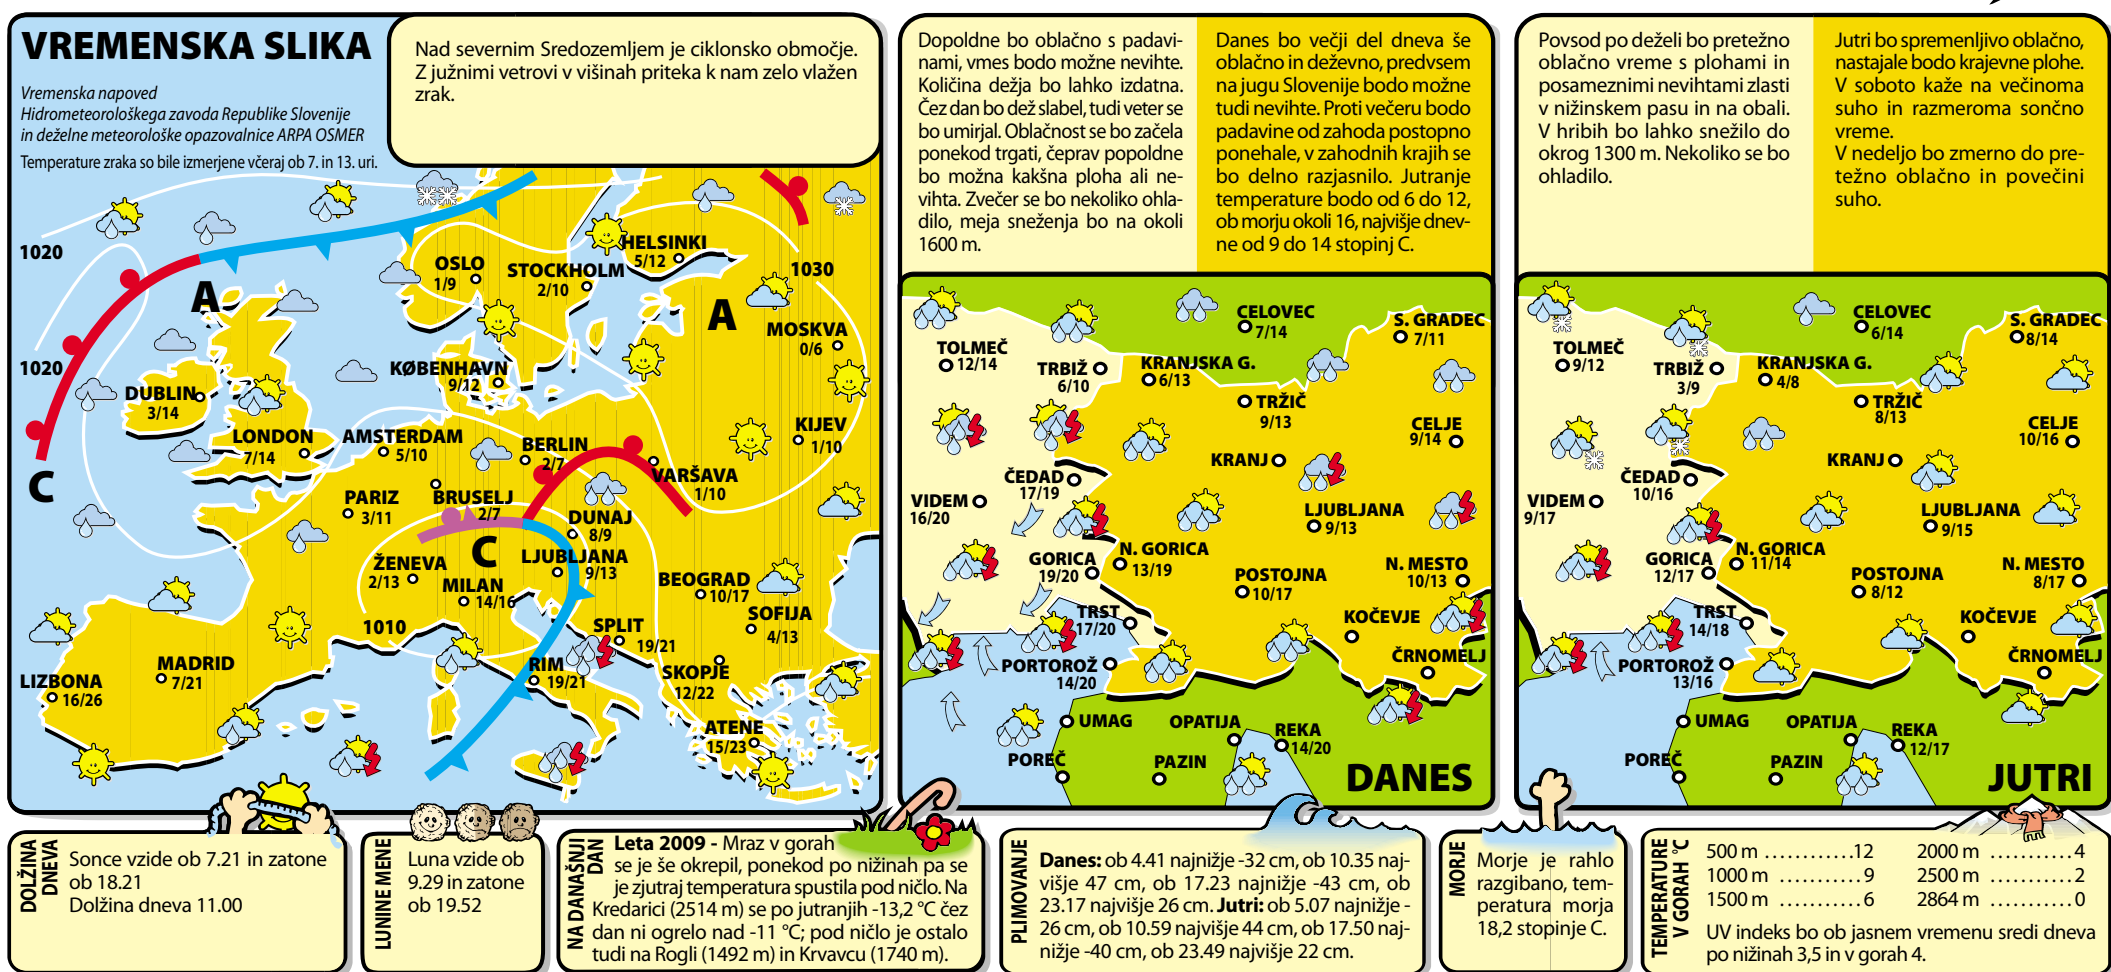 VREMENSKA SLIKA
Vremenska napoved
Hidrometeorološkega zavoda Republike Slovenije
in deželne meteorološke opazovalnice ARPA OSMER
Temperature zraka so bile izmerjene včeraj ob 7. in 13. uri.
Nad severnim Sredozemljem je ciklonsko območje.
Z južnimi vetrovi v višinah priteka k nam zelo vlažen
zrak.
1020
1020
1030
1010
A
A
C
C
OSLO
1/9
STOCKHOLM
2/10
HELSINKI
5/12
MOSKVA
0/6
KØBENHAVN
9/12
DUBLIN
3/14
LONDON
7/14
AMSTERDAM
5/10
BERLIN
2/7
KIJEV
1/10
VARŠAVA
1/10
PARIZ
3/11
BRUSELJ
2/7
DUNAJ
8/9
ŽENEVA
2/13
LJUBLJANA
9/13
MILAN
14/16
BEOGRAD
10/17
SOFIJA
4/13
SPLIT
19/21
SKOPJE
12/22
RIM
19/21
MADRID
7/21
LIZBONA
16/26
ATENE
15/23
Dopoldne bo oblačno s padavi-
nami, vmes bodo možne nevihte.
Količina dežja bo lahko izdatna.
Čez dan bo dež slabel, tudi veter se
bo umirjal. Oblačnost se bo začela
ponekod trgati, čeprav popoldne
bo možna kakšna ploha ali ne-
vihta. Zvečer se bo nekoliko ohla-
dilo, meja sneženja bo na okoli
1600 m.
Danes bo večji del dneva še
oblačno in deževno, predvsem
na jugu Slovenije bodo možne
tudi nevihte. Proti večeru bodo
padavine od zahoda postopno
ponehale, v zahodnih krajih se
bo delno razjasnilo. Jutranje
temperature bodo od 6 do 12,
ob morju okoli 16, najvišje dnev-
ne od 9 do 14 stopinj C.
CELOVEC
7/14
S. GRADEC
7/11
TOLMEČ
12/14
TRBIŽ
6/10
KRANJSKA G.
6/13
TRŽIČ
9/13
CELJE
9/14
KRANJ
ČEDAD
17/19
VIDEM
16/20
LJUBLJANA
9/13
GORICA
19/20
N. GORICA
13/19
POSTOJNA
10/17
N. MESTO
10/13
TRST
17/20
KOČEVJE
PORTOROŽ
14/20
ČRNOMELJ
UMAG
OPATIJA
REKA
14/20
POREČ
PAZIN
DANES
Povsod po deželi bo pretežno
oblačno vreme s plohami in
posameznimi nevihtami zlasti
v nižinskem pasu in na obali.
V hribih bo lahko snežilo do
okrog 1300 m. Nekoliko se bo
ohladilo.
Jutri bo spremenljivo oblačno,
nastajale bodo krajevne plohe.
V soboto kaže na večinoma
suho in razmeroma sončno
vreme.
V nedeljo bo zmerno do pre-
težno oblačno in povečini
suho.
CELOVEC
6/14
S. GRADEC
8/14
TOLMEČ
9/12
TRBIŽ
3/9
KRANJSKA G.
4/8
TRŽIČ
8/13
CELJE
10/16
KRANJ
ČEDAD
10/16
VIDEM
9/17
LJUBLJANA
9/15
GORICA
12/17
N. GORICA
11/14
POSTOJNA
8/12
N. MESTO
8/17
TRST
14/18
KOČEVJE
PORTOROŽ
13/16
ČRNOMELJ
UMAG
OPATIJA
REKA
12/17
POREČ
PAZIN
JUTRI
DOLŽINA
DNEVA
Sonce vzide ob 7.21 in zatone
ob 18.21
Dolžina dneva 11.00
LUNINE MENE
Luna vzide ob
9.29 in zatone
ob 19.52
NA DANAŠNJI
DAN
Leta 2009 - Mraz v gorah
se je še okrepil, ponekod po nižinah pa se
je zjutraj temperatura spustila pod ničlo. Na
Kredarici (2514 m) se po jutranjih -13,2 °C čez
dan ni ogrelo nad -11 °C; pod ničlo je ostalo
tudi na Rogli (1492 m) in Krvavcu (1740 m).
PLIMOVANJE
Danes: ob 4.41 najnižje -32 cm, ob 10.35 naj-
višje 47 cm, ob 17.23 najnižje -43 cm, ob
23.17 najvišje 26 cm. Jutri: ob 5.07 najnižje -
26 cm, ob 10.59 najvišje 44 cm, ob 17.50 naj-
nižje -40 cm, ob 23.49 najvišje 22 cm.
MORJE
Morje je rahlo
razgibano, tem-
peratura morja
18,2 stopinje C.
TEMPERATURE
V GORAH °C
500 m ............12
1000 m ...........9
1500 m ...........6
2000 m ...........4
2500 m ...........2
2864 m ...........0
UV indeks bo ob jasnem vremenu sredi dneva
po nižinah 3,5 in v gorah 4.